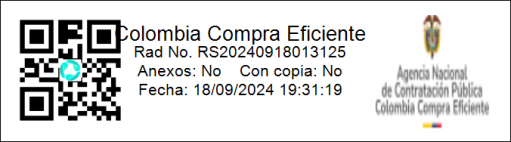 Colombia Compra Eficiente
Rad No. RS20240918013125
Anexos: No Con copia: No
Fecha: 18/09/2024 19:31:19
Agencia Nacional
de Contratación Pública
Colombia Compra Eficiente